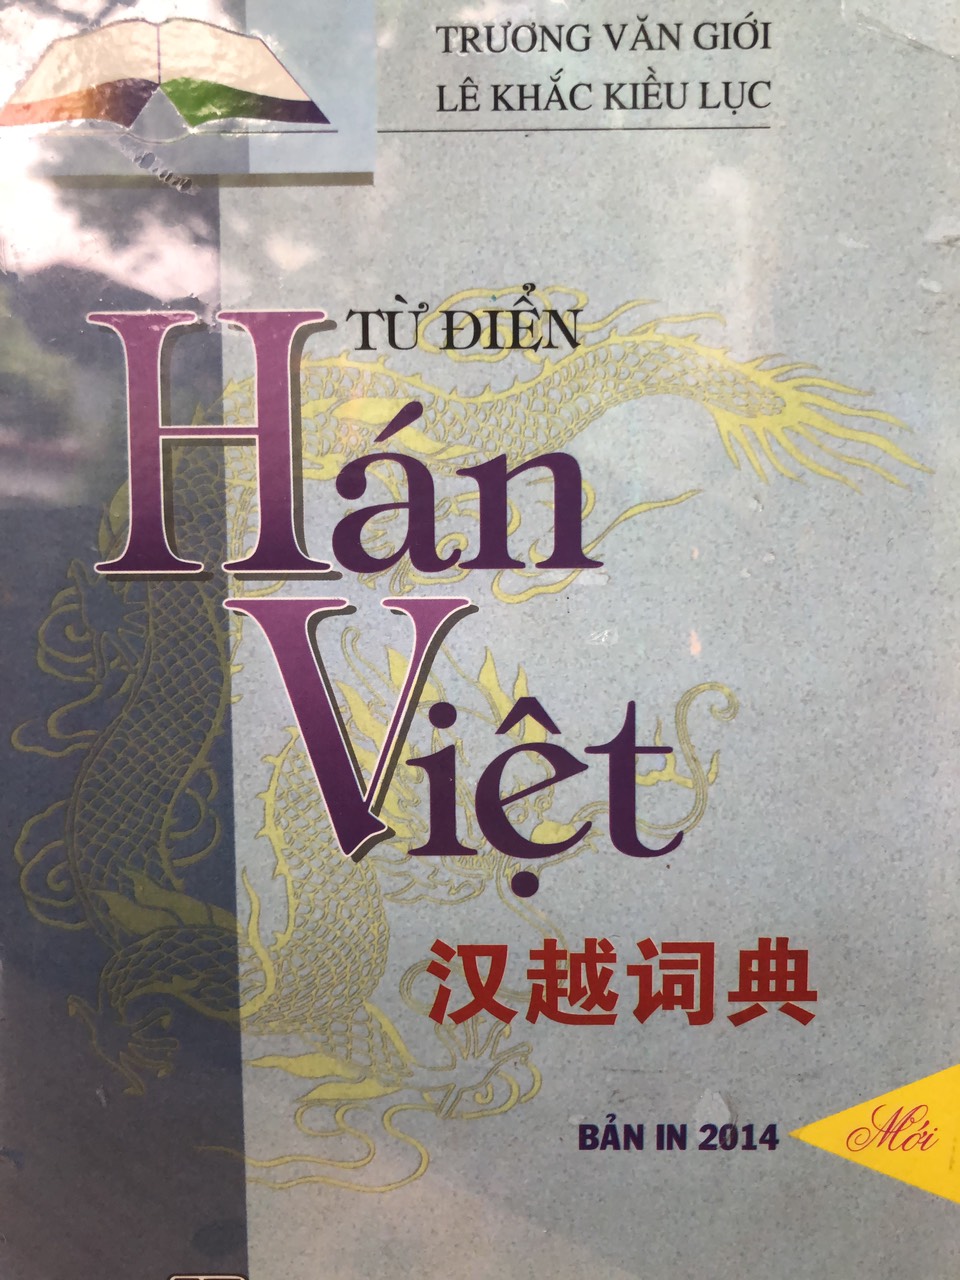 TRƯƠNG VĂN GIỚI
LÊ KHẮC KIỀU LỤC
TỪ ĐIỂN
Hán
Việt
汉越词典
BẢN IN 2014
Mới